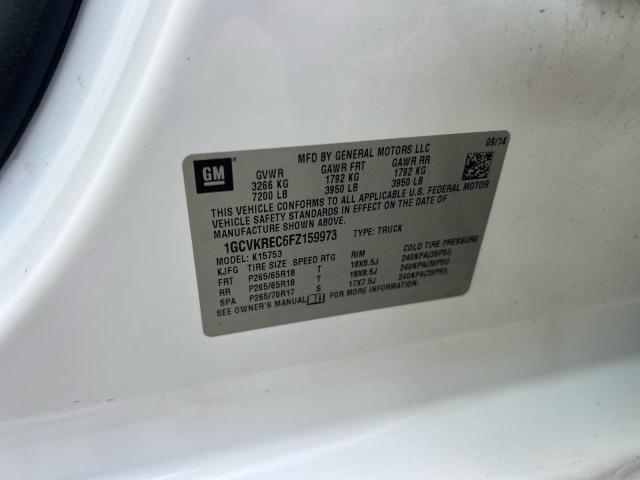 MFD BY GENERAL MOTORS LLC
09/14
GM
GVWR GAWR FRT GAWR RR
3266 KG 1792 KG 1792 KG
7200 LB 3950 LB 3950 LB
THIS VEHICLE CONFORMS TO ALL APPLICABLE U.S. FEDERAL MOTOR
VEHICLE SAFETY STANDARDS IN EFFECT ON THE DATE OF
MANUFACTURE SHOWN ABOVE.
1GCVKREC6FZ159973 TYPE: TRUCK
MODEL: K15753
KJFG TIRE SIZE SPEED RTG RIM COLD TIRE PRESSURE
FRT P265/65R18 T 18X8.5J 240KPA(35PSI)
RR P265/65R18 T 18X8.5J 240KPA(35PSI)
SPA P265/70R17 S 17X7.5J 240KPA(35PSI)
SEE OWNER'S MANUAL FOR MORE INFORMATION.